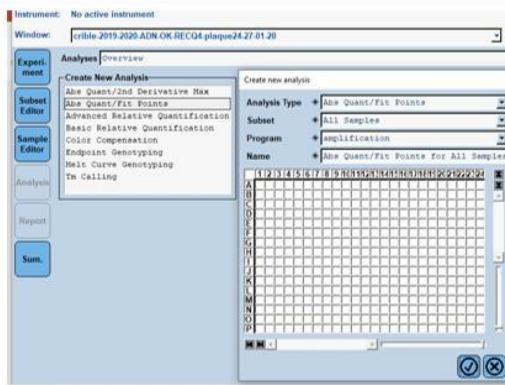 Instrument: No active instrument
Window: crible-2019-2020-ADN-OK-RECQ4-plaque24-27-01-20
Experi-
ment
Subset
Editor
Sample
Editor
Analysis
Report
Sum.
Analyses Overview
Create New Analysis
Abs Quant/2nd Derivative Max
Abs Quant/Fit Points
Advanced Relative Quantification
Basic Relative Quantification
Color Compensation
Endpoint Genotyping
Melt Curve Genotyping
Tm Calling
Create new analysis
Analysis Type Abs Quant/Fit Points
Subset All Samples
Program amplification
Name Abs Quant/Fit Points for All Samples
1 2 3 4 5 6 7 8 9 10 11 12 13 14 15 16 17 18 19 20 21 22 23 24
A
B
C
D
E
F
G
H
I
J
K
L
M
N
O
P